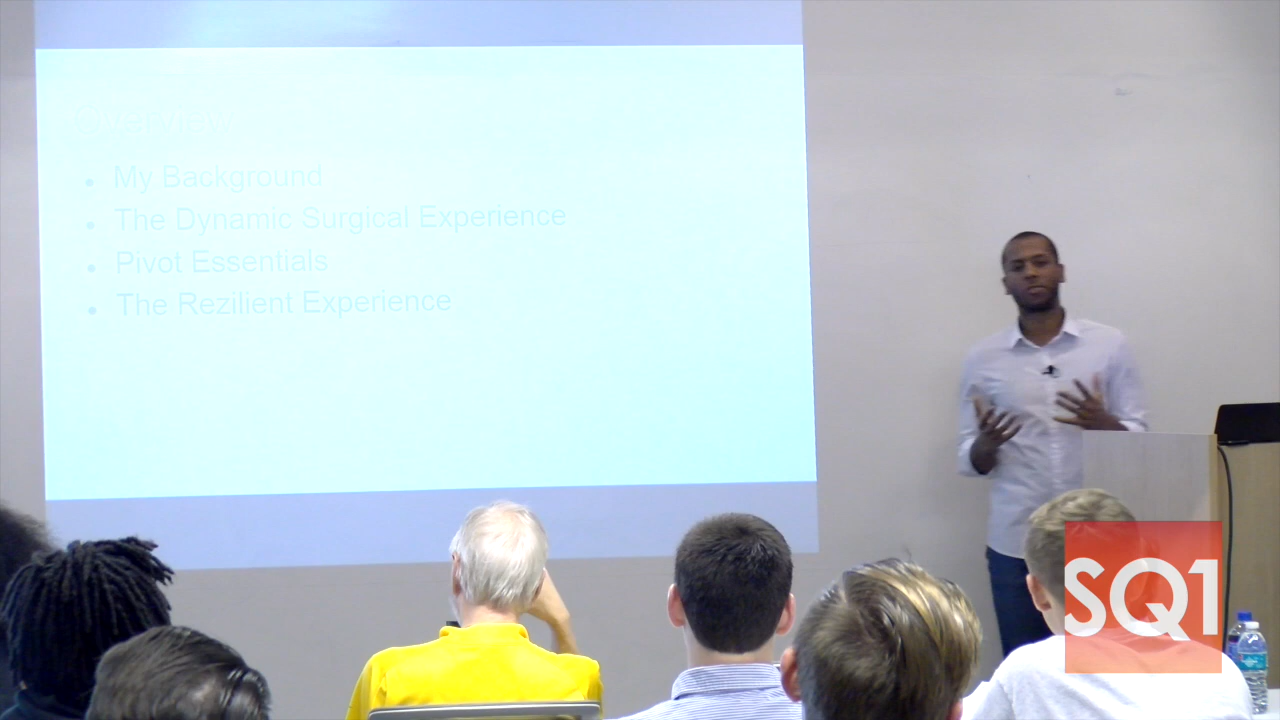 Overview
My Background
The Dynamic Surgical Experience
Pivot Essentials
The Rezilient Experience
SQ1